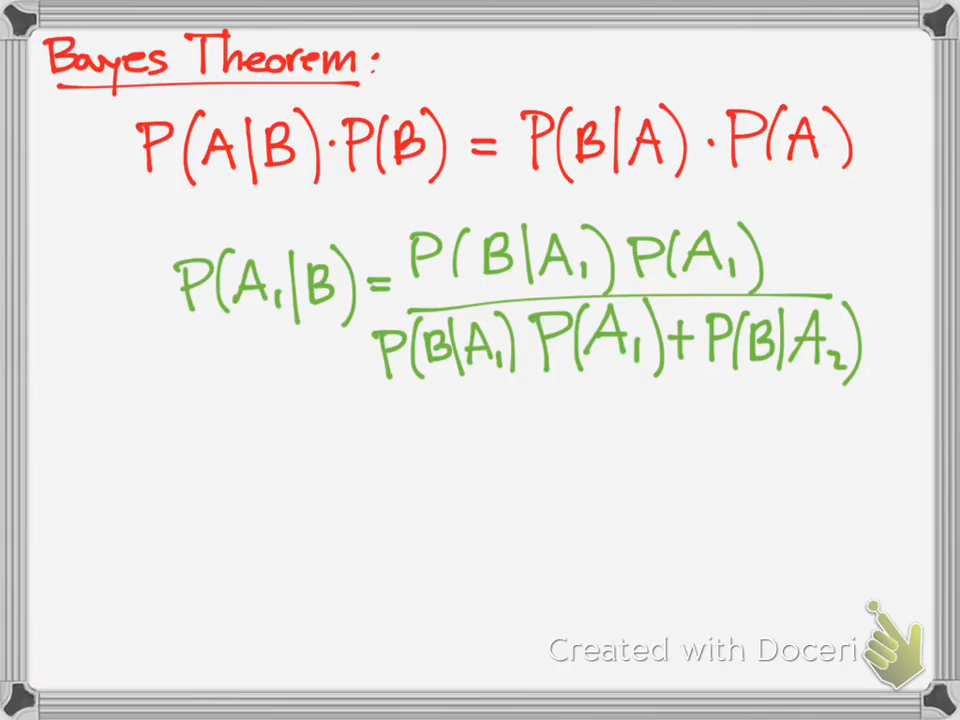 Bayes Theorem:
P(A|B)·P(B) = P(B|A)·P(A)
P(A₁|B) = P(B|A₁) P(A₁)
P(B|A₁) P(A₁) + P(B|A₂)
Created with Doceri